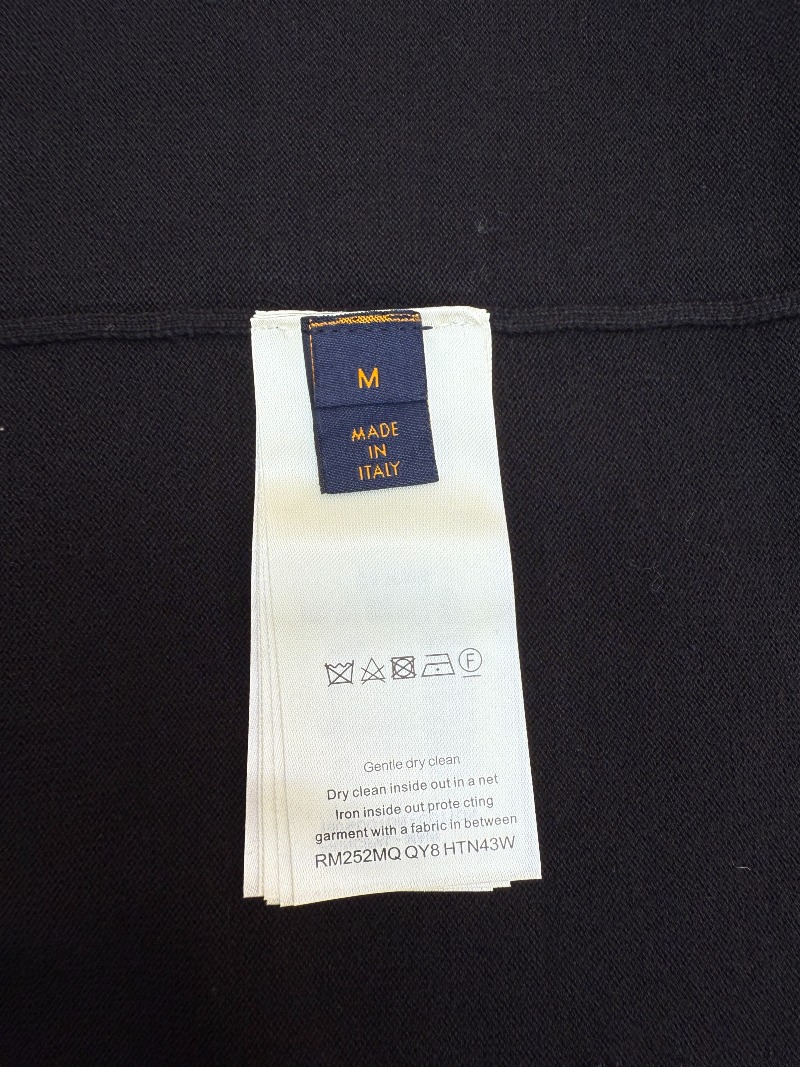 M
MADE
IN
ITALY
F
Gentle dry clean
Dry clean inside out in a net
Iron inside out prote cting
garment with a fabric in between
RM252MQ QY8 HTN43W